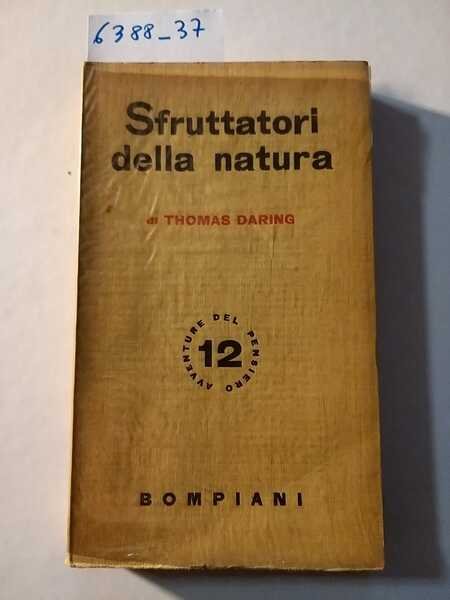 6388_37
Sfruttatori
della natura
di THOMAS DARING
AVVENTURE DEL PENSIERO
12
BOMPIANI